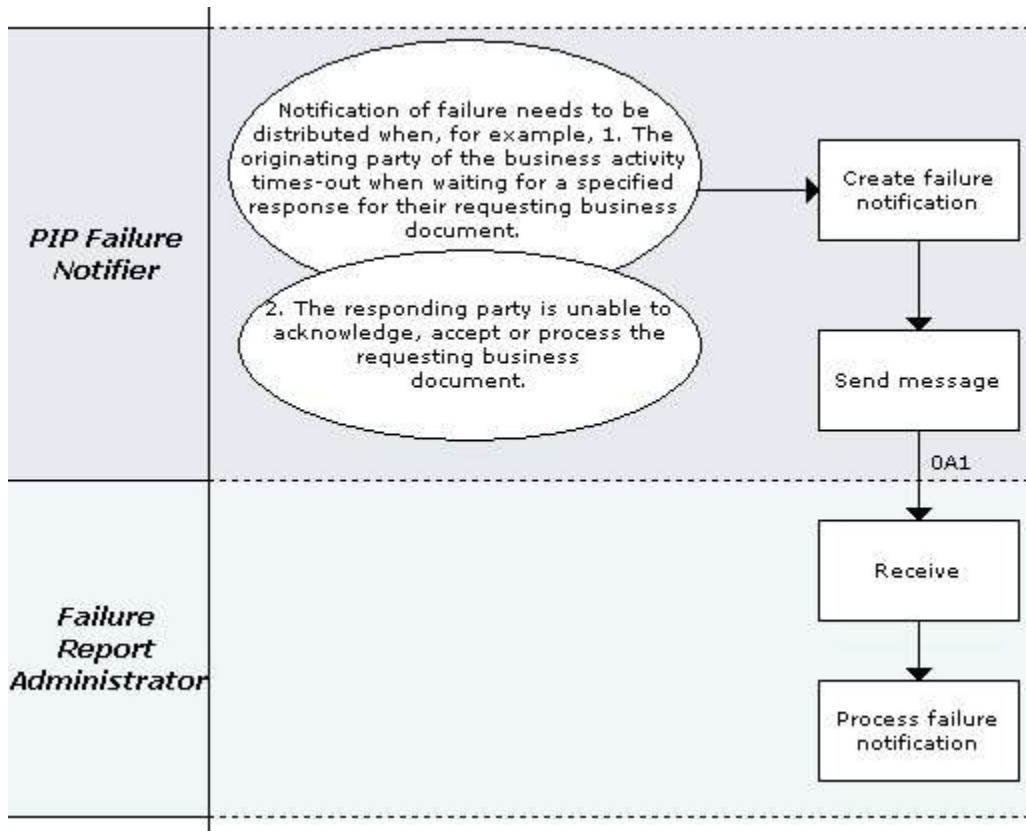 PIP Failure
Notifier
Notification of failure needs to be
distributed when, for example, 1. The
originating party of the business activity
times-out when waiting for a specified
response for their requesting business
document.
2. The responding party is unable to
acknowledge, accept or process the
requesting business
document.
Create failure
notification
Send message
0A1
Failure
Report
Administrator
Receive
Process failure
notification